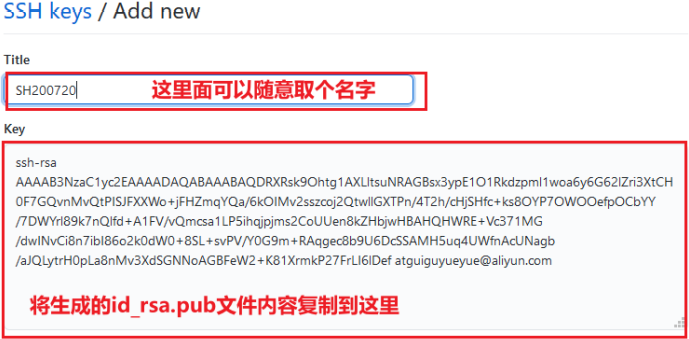 SSH keys / Add new
Title
SH200720
这里面可以随意取个名字
Key
ssh-rsa
AAAAB3NzaC1yc2EAAAADAQABAAABAQDRXRsk9Ohtg1AXLltsuNRAGBsx3ypE1O1Rkdzpml1woa6y6G62lZri3XtCH
0F7GQvnMvQtPISJFXXWo+jFHZmqYQa/6kOIMv2sszcoj2QtwllGXTPn/4T2h/cHjSHfc+ks8OYP7OWOOefpOCbYY
/7DWYrl89k7nQlfd+A1FV/vQmcsa1LP5ihqjpjms2CoUUen8kZHbjwHBAHQHWRE+Vc371MG
/dwINvCi8n7ibI86o2k0dW0+8SL+svPV/Y0G9m+RAqgec8b9U6DcSSAMH5uq4UWfnAcUNagb
/aJQLytrH0pLa8nMv3XdSGNNoAGBFeW2+K81XrmkP27FrLl6lDef atguiguyueyue@aliyun.com
将生成的id_rsa.pub文件内容复制到这里